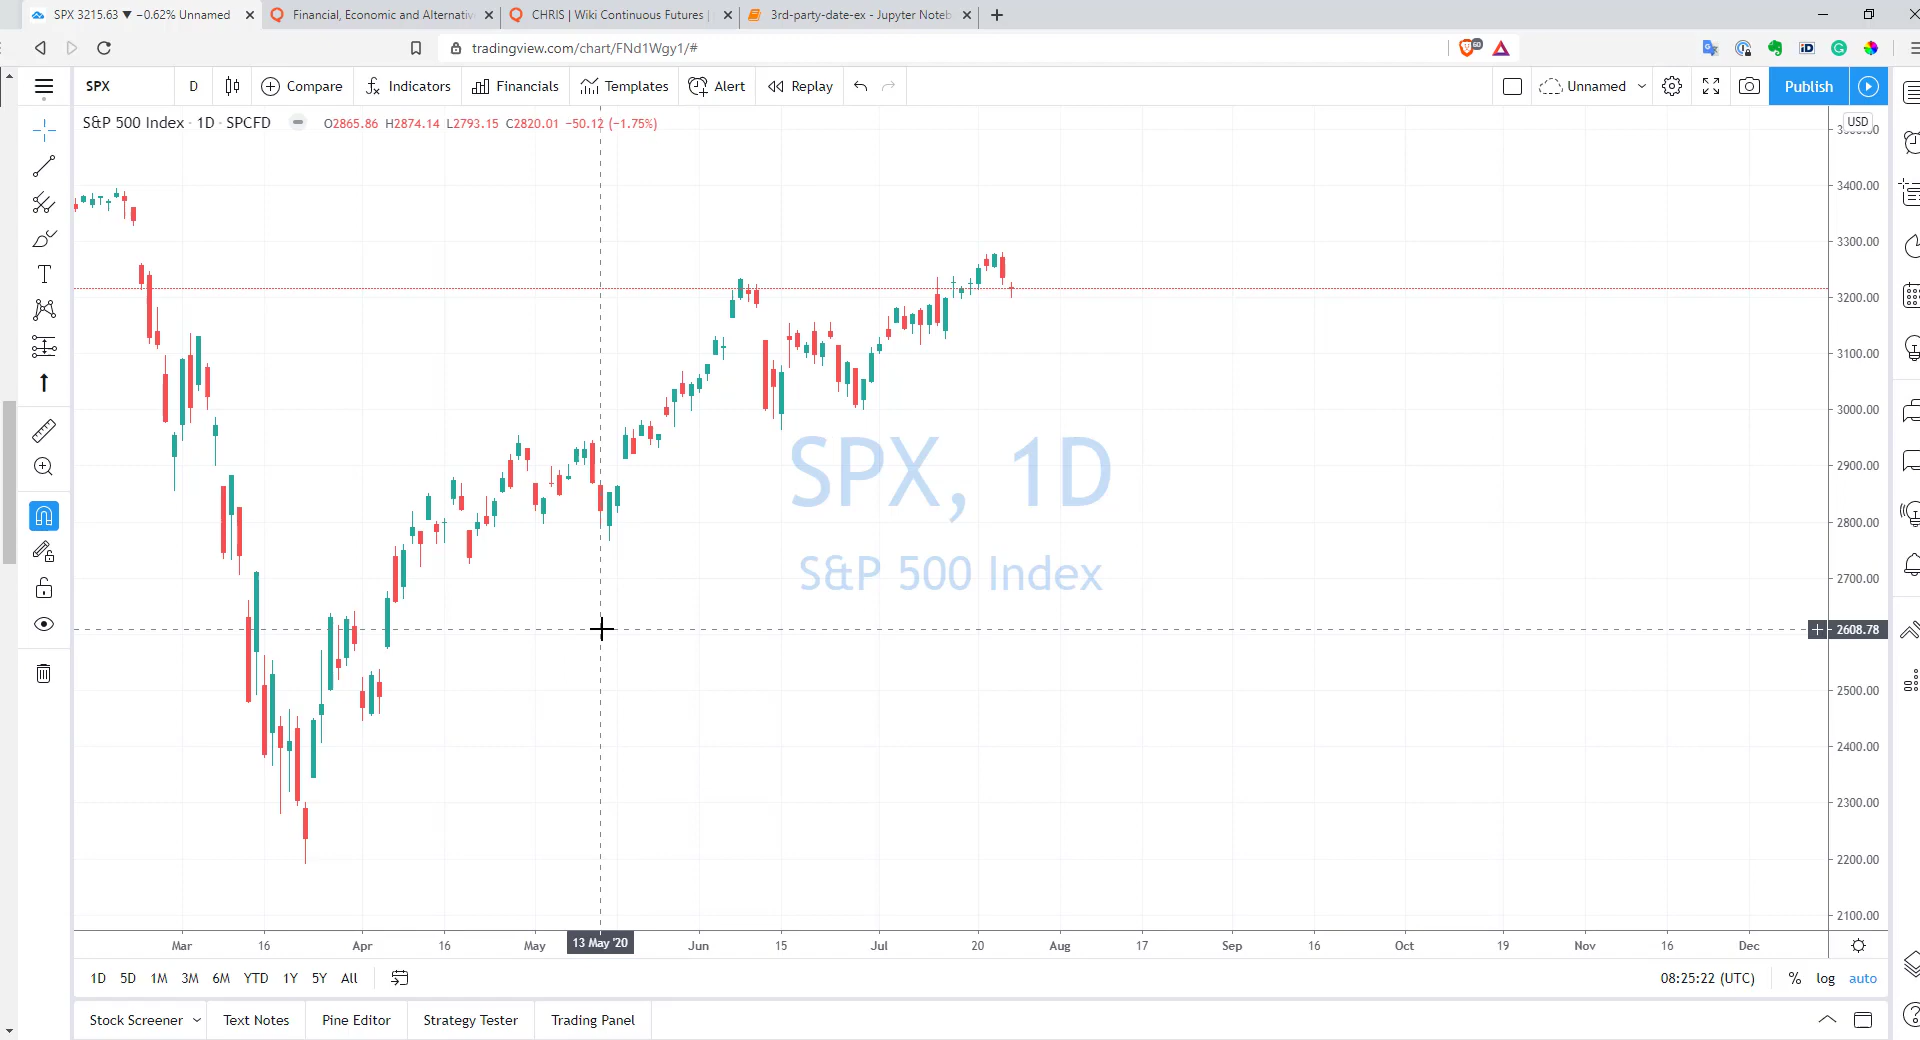 SPX 3215.63 ▼ −0.62% Unnamed
Financial, Economic and Alternativ
CHRIS | Wiki Continuous Futures |
3rd-party-date-ex - Jupyter Noteb
tradingview.com/chart/FNd1Wgy1/#
60
iD
SPX
D
Compare
Indicators
Financials
Templates
Alert
Replay
Unnamed
Publish
S&P 500 Index · 1D · SPCFD
O2865.86 H2874.14 L2793.15 C2820.01 −50.12 (−1.75%)
USD
3400.00
3300.00
3200.00
3100.00
3000.00
2900.00
2800.00
2700.00
2608.78
2500.00
2400.00
2300.00
2200.00
2100.00
SPX, 1D
S&P 500 Index
Mar 16 Apr 16 May 13 May '20 Jun 15 Jul 20 Aug 17 Sep 16 Oct 19 Nov 16 Dec
1D 5D 1M 3M 6M YTD 1Y 5Y All
08:25:22 (UTC) % log auto
Stock Screener Text Notes Pine Editor Strategy Tester Trading Panel